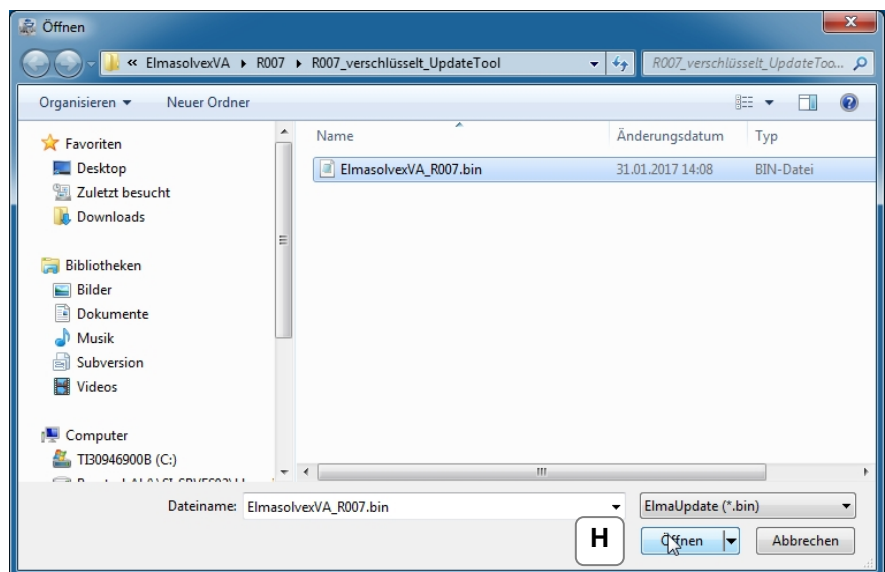 Öffnen
« ElmasolvexVA ▸ R007 ▸ R007_verschlüsselt_UpdateTool
R007_verschlüsselt_UpdateToo...
Organisieren ▾ Neuer Ordner
Name Änderungsdatum Typ
ElmasolvexVA_R007.bin 31.01.2017 14:08 BIN-Datei
Favoriten
Desktop
Zuletzt besucht
Downloads
Bibliotheken
Bilder
Dokumente
Musik
Subversion
Videos
Computer
TI30946900B (C:)
Dateiname: ElmasolvexVA_R007.bin
ElmaUpdate (*.bin)
H
Öffnen
Abbrechen